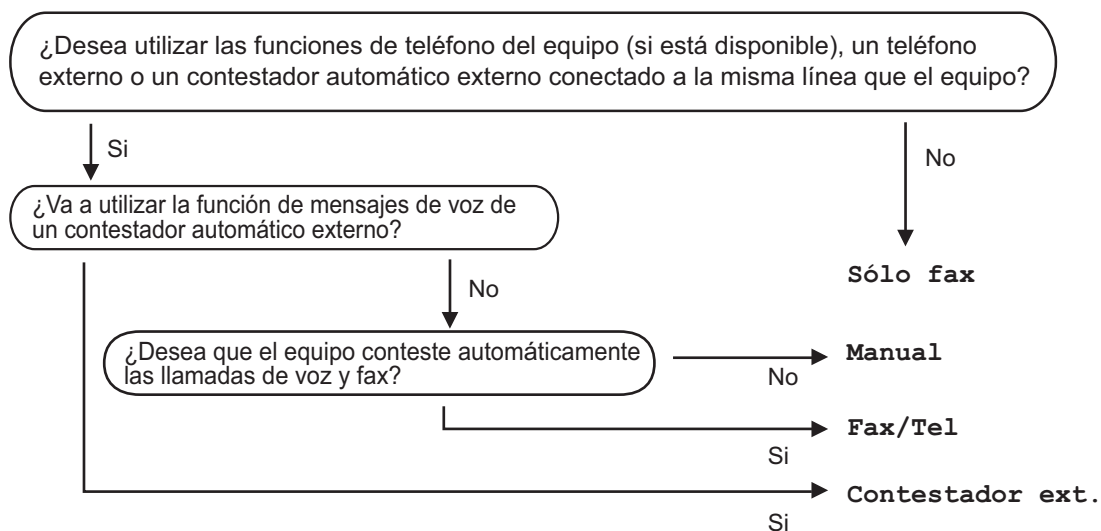 ¿Desea utilizar las funciones de teléfono del equipo (si está disponible), un teléfono
externo o un contestador automático externo conectado a la misma línea que el equipo?
Si
No
¿Va a utilizar la función de mensajes de voz de
un contestador automático externo?
Sólo fax
No
¿Desea que el equipo conteste automáticamente
las llamadas de voz y fax?
Manual
No
Fax/Tel
Si
Contestador ext.
Si